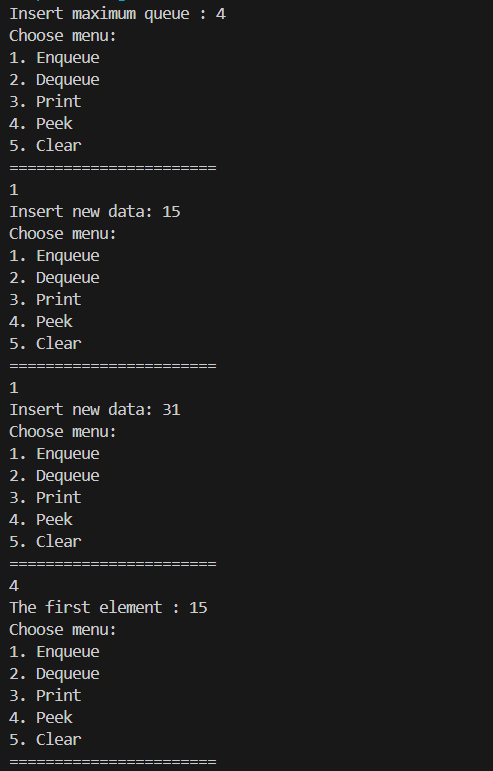 Insert maximum queue : 4
Choose menu:
1. Enqueue
2. Dequeue
3. Print
4. Peek
5. Clear
=======================
1
Insert new data: 15
Choose menu:
1. Enqueue
2. Dequeue
3. Print
4. Peek
5. Clear
=======================
1
Insert new data: 31
Choose menu:
1. Enqueue
2. Dequeue
3. Print
4. Peek
5. Clear
=======================
4
The first element : 15
Choose menu:
1. Enqueue
2. Dequeue
3. Print
4. Peek
5. Clear
=======================